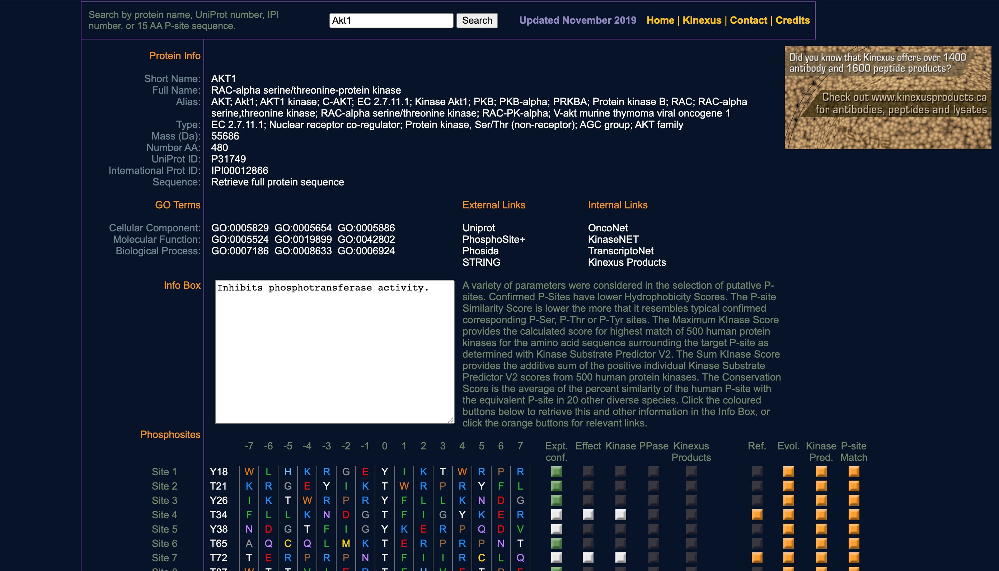 Search by protein name, UniProt number, IPI
number, or 15 AA P-site sequence.
Akt1 Search Updated November 2019 Home | Kinexus | Contact | Credits
Protein Info
Did you know that Kinexus offers over 1400
antibody and 1600 peptide products?
Check out www.kinexusproducts.ca
for antibodies, peptides and lysates
Short Name: AKT1
Full Name: RAC-alpha serine/threonine-protein kinase
Alias: AKT; Akt1; AKT1 kinase; C-AKT; EC 2.7.11.1; Kinase Akt1; PKB; PKB-alpha; PRKBA; Protein kinase B; RAC; RAC-alpha
serine,threonine kinase; RAC-alpha serine/threonine kinase; RAC-PK-alpha; V-akt murine thymoma viral oncogene 1
Type: EC 2.7.11.1; Nuclear receptor co-regulator; Protein kinase, Ser/Thr (non-receptor); AGC group; AKT family
Mass (Da): 55686
Number AA: 480
UniProt ID: P31749
International Prot ID: IPI00012866
Sequence: Retrieve full protein sequence
GO Terms External Links Internal Links
Cellular Component: GO:0005829 GO:0005654 GO:0005886 Uniprot OncoNet
Molecular Function: GO:0005524 GO:0019899 GO:0042802 PhosphoSite+ KinaseNET
Biological Process: GO:0007186 GO:0008633 GO:0006924 Phosida TranscriptoNet
STRING Kinexus Products
Info Box
Inhibits phosphotransferase activity.
A variety of parameters were considered in the selection of putative P-
sites. Confirmed P-Sites have lower Hydrophobicity Scores. The P-site
Similarity Score is lower the more that it resembles typical confirmed
corresponding P-Ser, P-Thr or P-Tyr sites. The Maximum KInase Score
provides the calculated score for highest match of 500 human protein
kinases for the amino acid sequence surrounding the target P-site as
determined with Kinase Substrate Predictor V2. The Sum KInase Score
provides the additive sum of the positive individual Kinase Substrate
Predictor V2 scores from 500 human protein kinases. The Conservation
Score is the average of the percent similarity of the human P-site with
the equivalent P-site in 20 other diverse species. Click the coloured
buttons below to retrieve this and other information in the Info Box, or
click the orange buttons for relevant links.
Phosphosites
-7 -6 -5 -4 -3 -2 -1 0 1 2 3 4 5 6 7 Expt. Effect Kinase PPase Kinexus Ref. Evol. Kinase P-site
conf. Products Pred. Match
Site 1 Y18 W L H K R G E Y I K T W R P R
Site 2 T21 K R G E Y I K T W R P R Y F L
Site 3 Y26 I K T W R P R Y F L L K N D G
Site 4 T34 F L L K N D G T F I G Y K E R
Site 5 Y38 N D G T F I G Y K E R P Q D V
Site 6 T65 A Q C Q L M K T E R P R P N T
Site 7 T72 T E R P R P N T F I I R C L Q